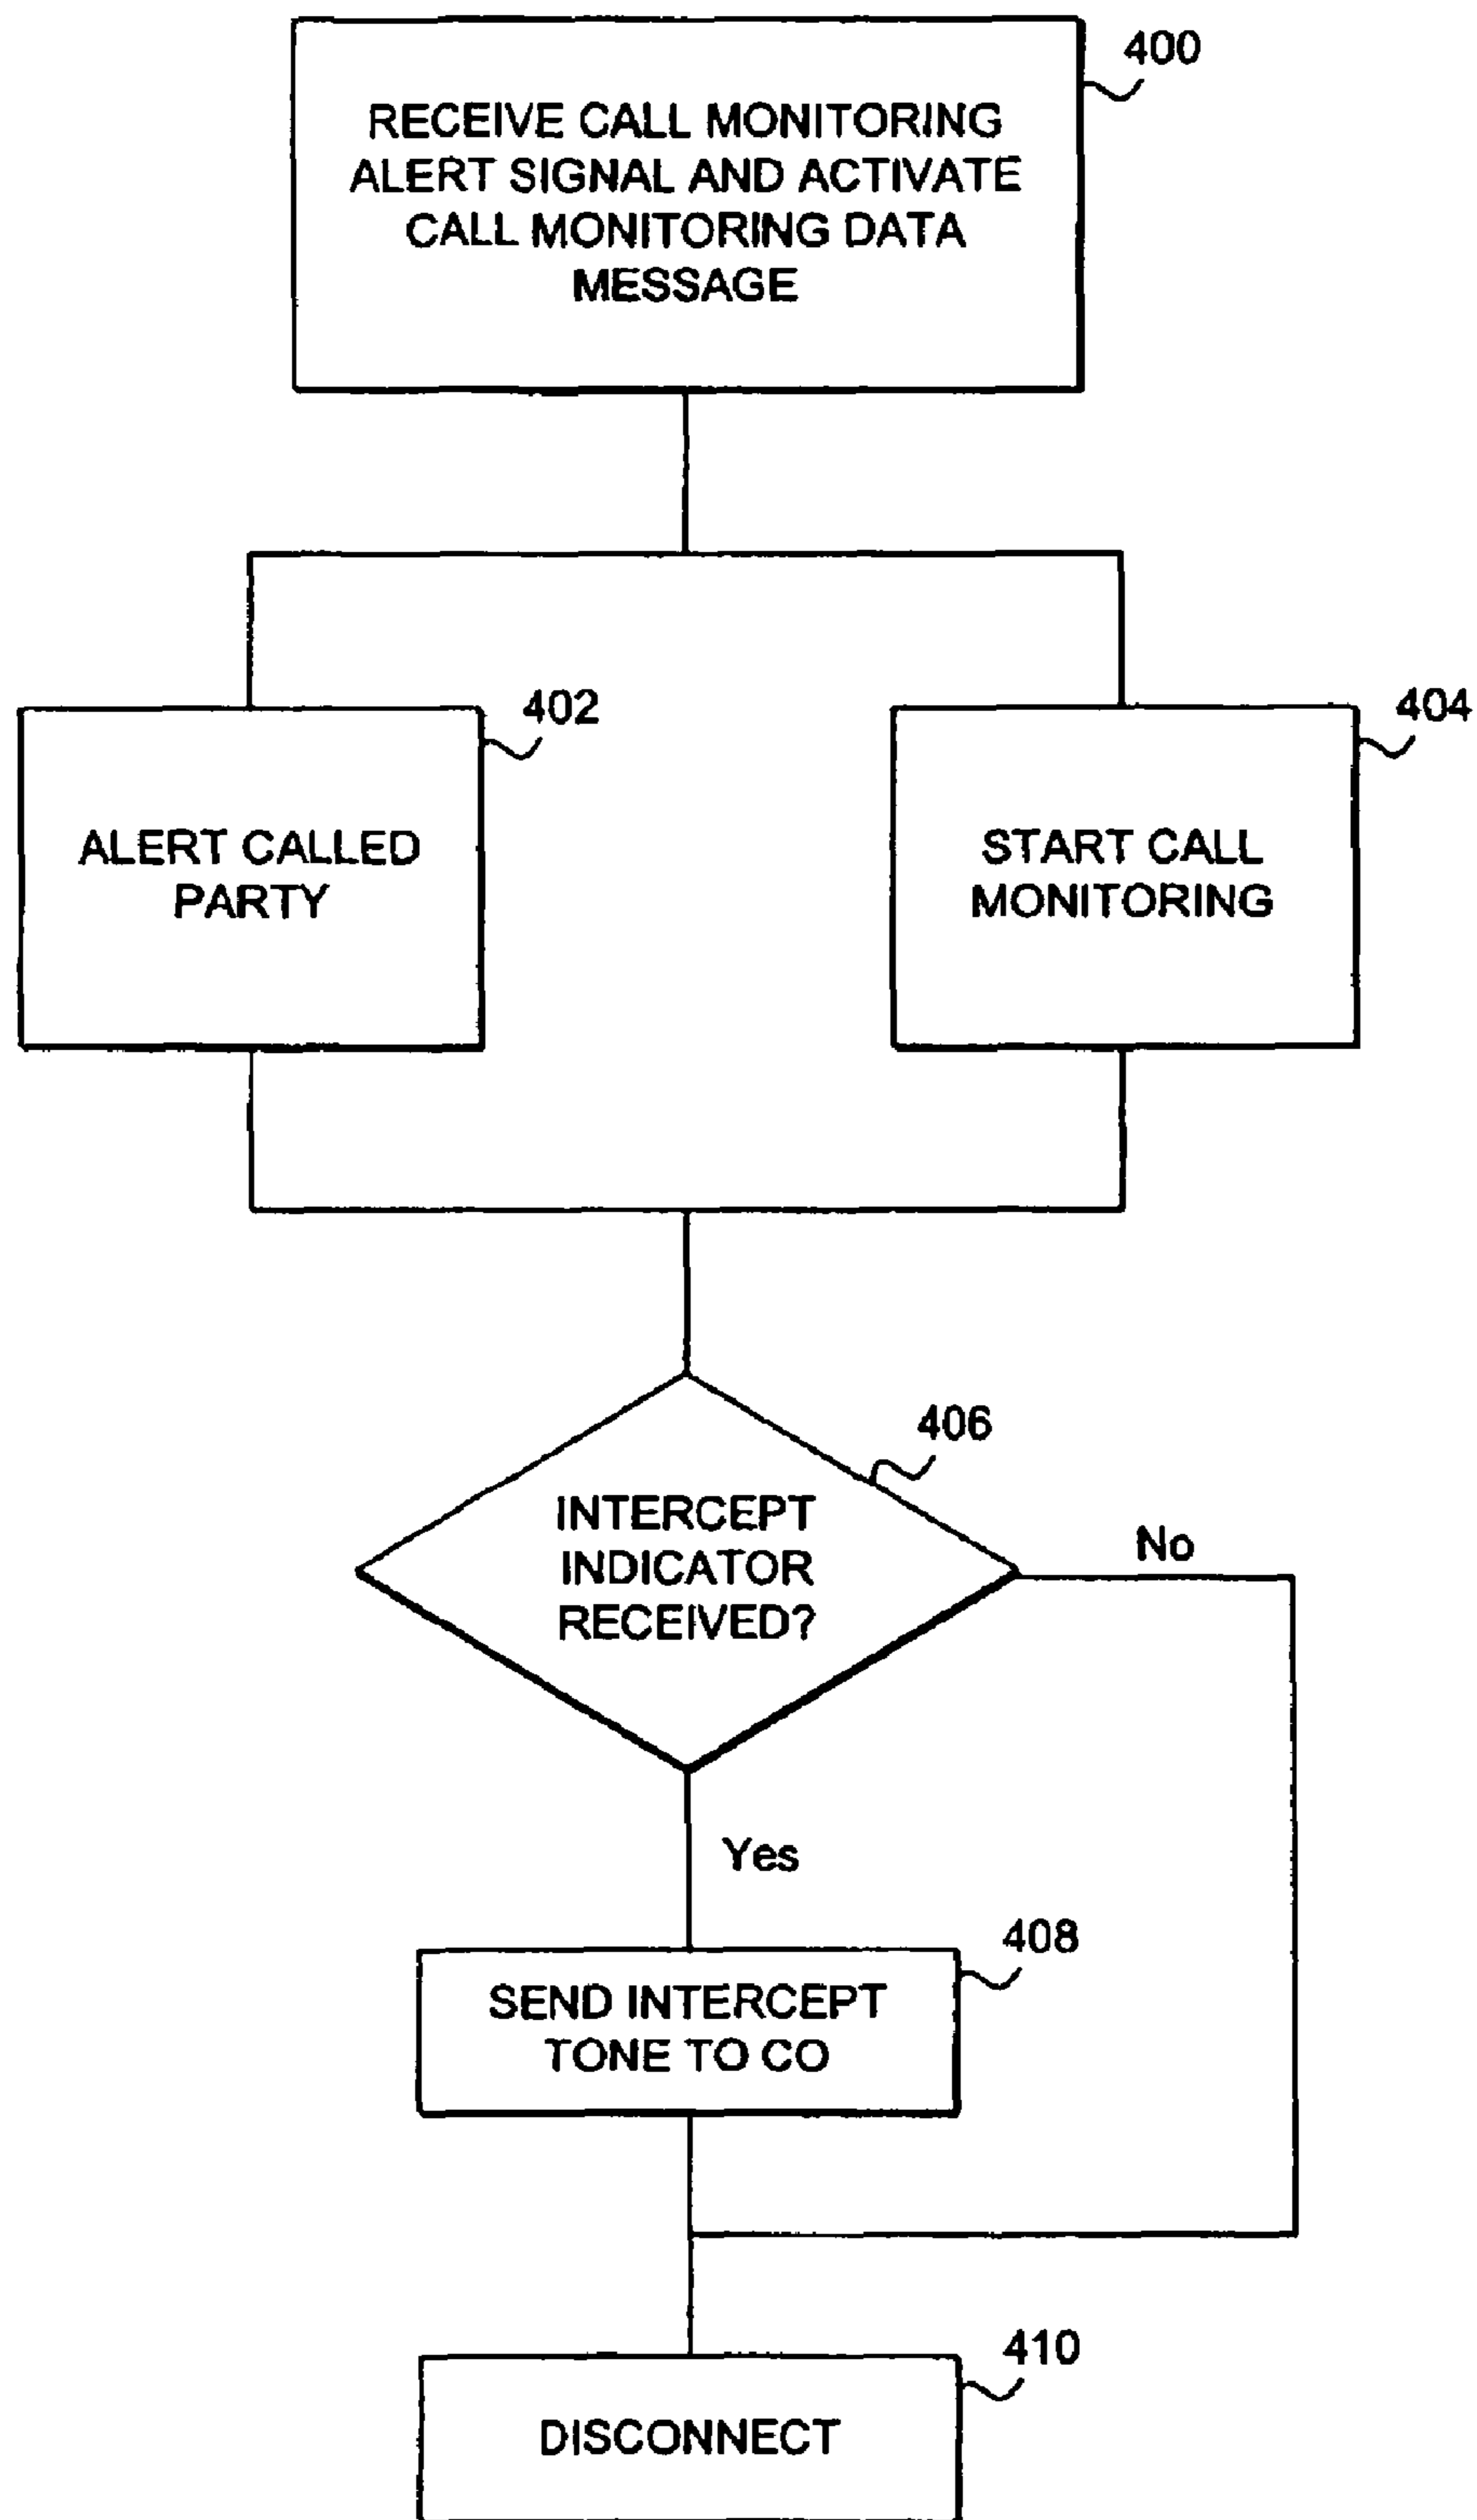 400
RECEIVE CALL MONITORING
ALERT SIGNAL AND ACTIVATE
CALL MONITORING DATA
MESSAGE
402
404
ALERT CALLED
PARTY
START CALL
MONITORING
406
INTERCEPT
INDICATOR
RECEIVED?
No
Yes
408
SEND INTERCEPT
TONE TO CO
410
DISCONNECT